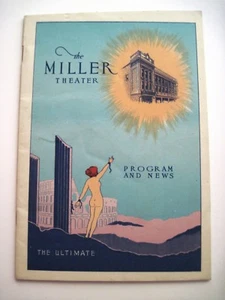 the
MILLER
THEATER
PROGRAM
AND NEWS
THE ULTIMATE